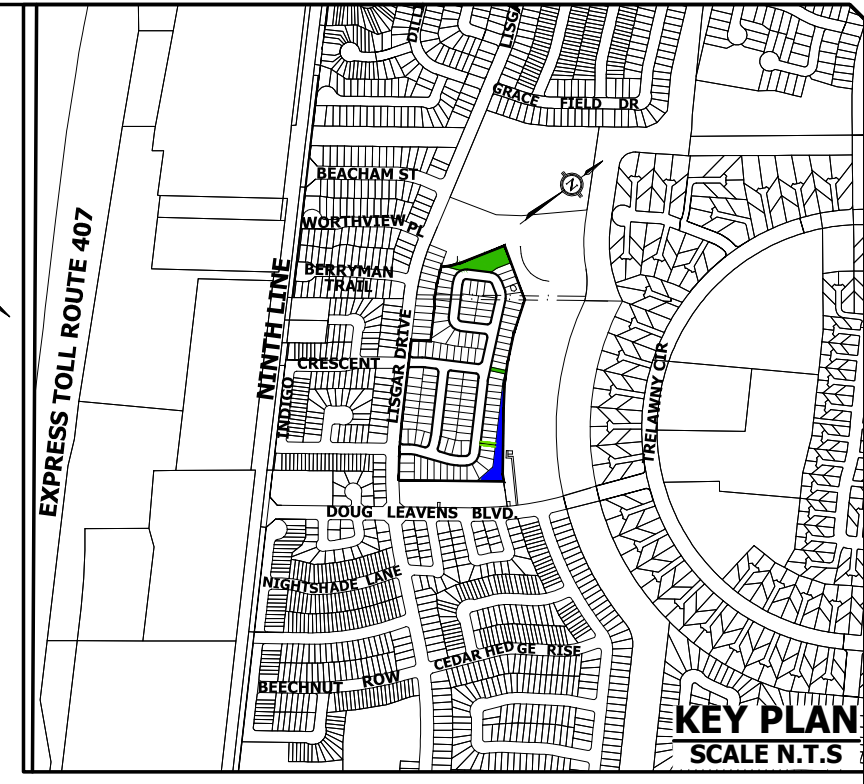 LISGA
GRACE FIELD DR
BEACHAM ST
N
WORTHVIEW PL
BERRYMAN
TRAIL
EXPRESS TOLL ROUTE 407
NINTH LINE
LISGAR DRIVE
CRESCENT
INDIGO
TRELAWNY CIR
DOUG LEAVENS BLVD.
NIGHTSHADE LANE
CEDAR HEDGE RISE
BEECHNUT ROW
KEY PLAN
SCALE N.T.S